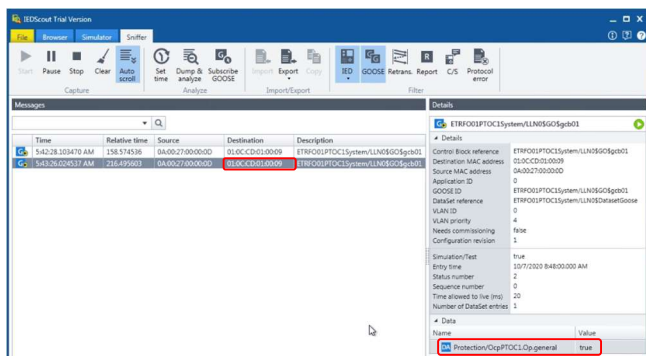 IEDScout Trial Version
File Browser Simulator Sniffer
Start Pause Stop Clear Auto scroll Set time Dump & analyze Subscribe GOOSE Import Export Copy IED GOOSE Retrans. Report C/S Protocol error
Capture Analyze Import/Export Filter
Messages
Details
ETRFO01PTOC1System/LLN0$GO$gcb01
Time Relative time Source Destination Description
5:42:28.103470 AM 158.574536 0A:00:27:00:00:0D 01:0C:CD:01:00:09 ETRFO01PTOC1System/LLN0$GO$gcb01
5:43:26.024537 AM 216.495603 0A:00:27:00:00:0D 01:0C:CD:01:00:09 ETRFO01PTOC1System/LLN0$GO$gcb01
Details
Control Block reference ETRFO01PTOC1System/LLN0$GO$gcb01
Destination MAC address 01:0C:CD:01:00:09
Source MAC address 0A:00:27:00:00:0D
Application ID 0
GOOSE ID ETRFO01PTOC1System/LLN0$GO$gcb01
DataSet reference ETRFO01PTOC1System/LLN0$DatasetGoose
VLAN ID 0
VLAN priority 4
Needs commissioning false
Configuration revision 1
Simulation/Test true
Entry time 10/7/2020 8:48:00.000 AM
Status number 2
Sequence number 0
Time allowed to live (ms) 20
Number of DataSet entries 1
Data
Name Value
DA Protection/OcpPTOC1.Op.general true